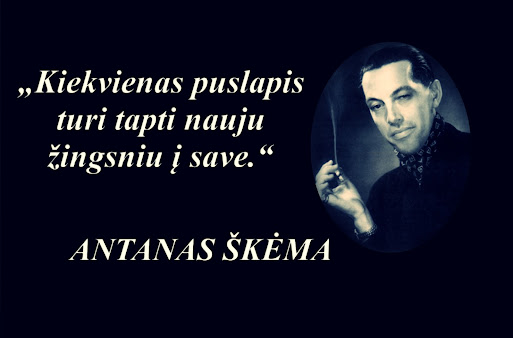 „Kiekvienas puslapis
turi tapti nauju
žingsniu į save.“
ANTANAS ŠKĖMA